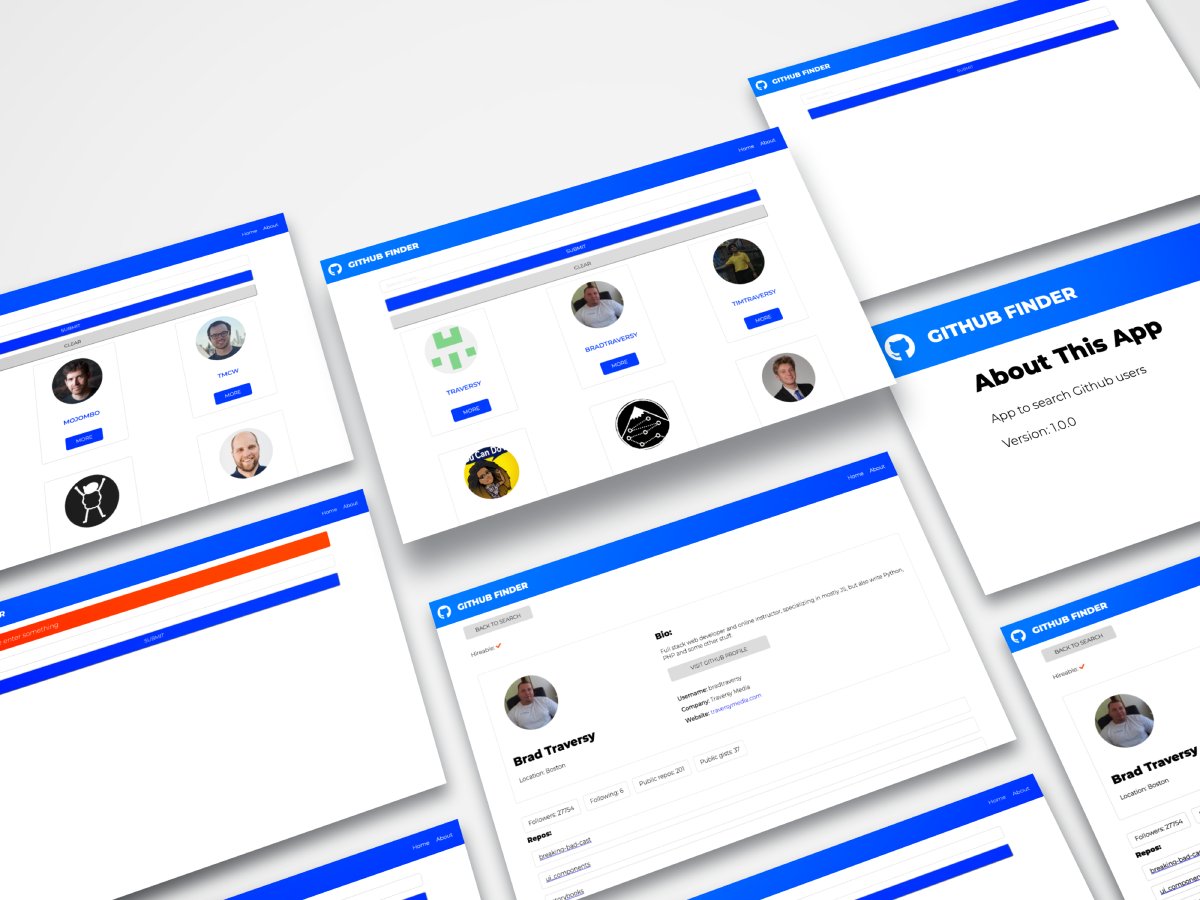 GITHUB FINDER
SUBMIT
Home About
GITHUB FINDER
SUBMIT
CLEAR
TRAVERSY
MORE
BRADTRAVERSY
MORE
TIMTRAVERSY
MORE
Can Do
Home About
SUBMIT
CLEAR
MOJOMBO
MORE
TMCW
MORE
GITHUB FINDER
About This App
App to search Github users
Version: 1.0.0
Home About
enter something
SUBMIT
Home About
GITHUB FINDER
BACK TO SEARCH
Hireable:
Brad Traversy
Location: Boston
Bio:
Full stack web developer and online instructor, specializing in mostly JS, but also write Python,
PHP and some other stuff.
VISIT GITHUB PROFILE
Username: bradtraversy
Company: Traversy Media
Website: traversymedia.com
Followers: 27754
Following: 6
Public repos: 201
Public gists: 37
Repos:
breaking-bad-cast
ui_components
GITHUB FINDER
BACK TO SEARCH
Hireable
Brad Traversy
Location: Boston
Followers: 27754
Repos:
breaking-bad-cas
ui_component
Home About
Home About